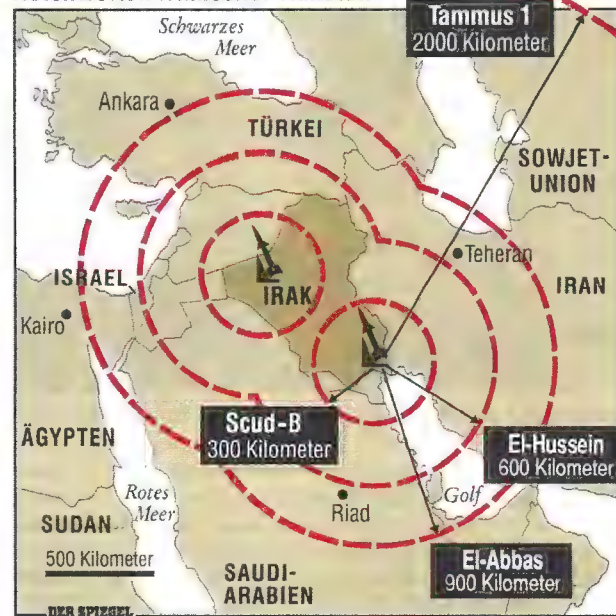 Tammus 1
2000 Kilometer
Schwarzes
Meer
Ankara
TÜRKEI
SOWJET-
UNION
Teheran
ISRAEL
IRAK
IRAN
Kairo
Scud-B
300 Kilometer
ÄGYPTEN
El-Hussein
600 Kilometer
Rotes
Meer
Riad
Golf
SUDAN
500 Kilometer
El-Abbas
900 Kilometer
SAUDI-
ARABIEN
DER SPIEGEL